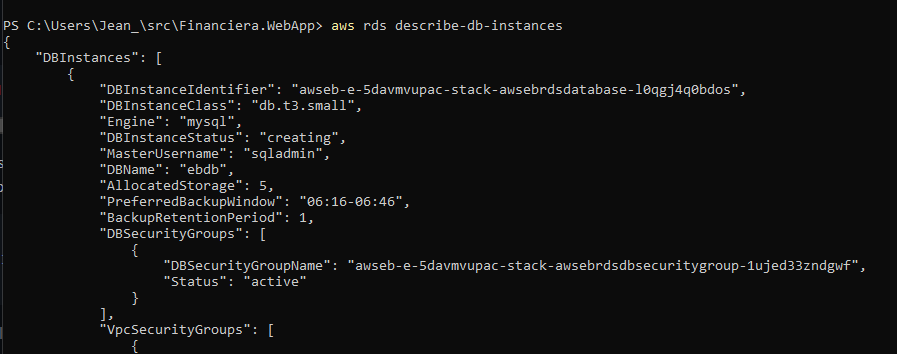 PS C:\Users\Jean_\src\Financiera.WebApp> aws rds describe-db-instances
{
    "DBInstances": [
        {
            "DBInstanceIdentifier": "awseb-e-5davmvupac-stack-awsebrdsdatabase-l0qgj4q0bdos",
            "DBInstanceClass": "db.t3.small",
            "Engine": "mysql",
            "DBInstanceStatus": "creating",
            "MasterUsername": "sqladmin",
            "DBName": "ebdb",
            "AllocatedStorage": 5,
            "PreferredBackupWindow": "06:16-06:46",
            "BackupRetentionPeriod": 1,
            "DBSecurityGroups": [
                {
                    "DBSecurityGroupName": "awseb-e-5davmvupac-stack-awsebrdsdbsecuritygroup-1ujed33zndgwf",
                    "Status": "active"
                }
            ],
            "VpcSecurityGroups": [
                {